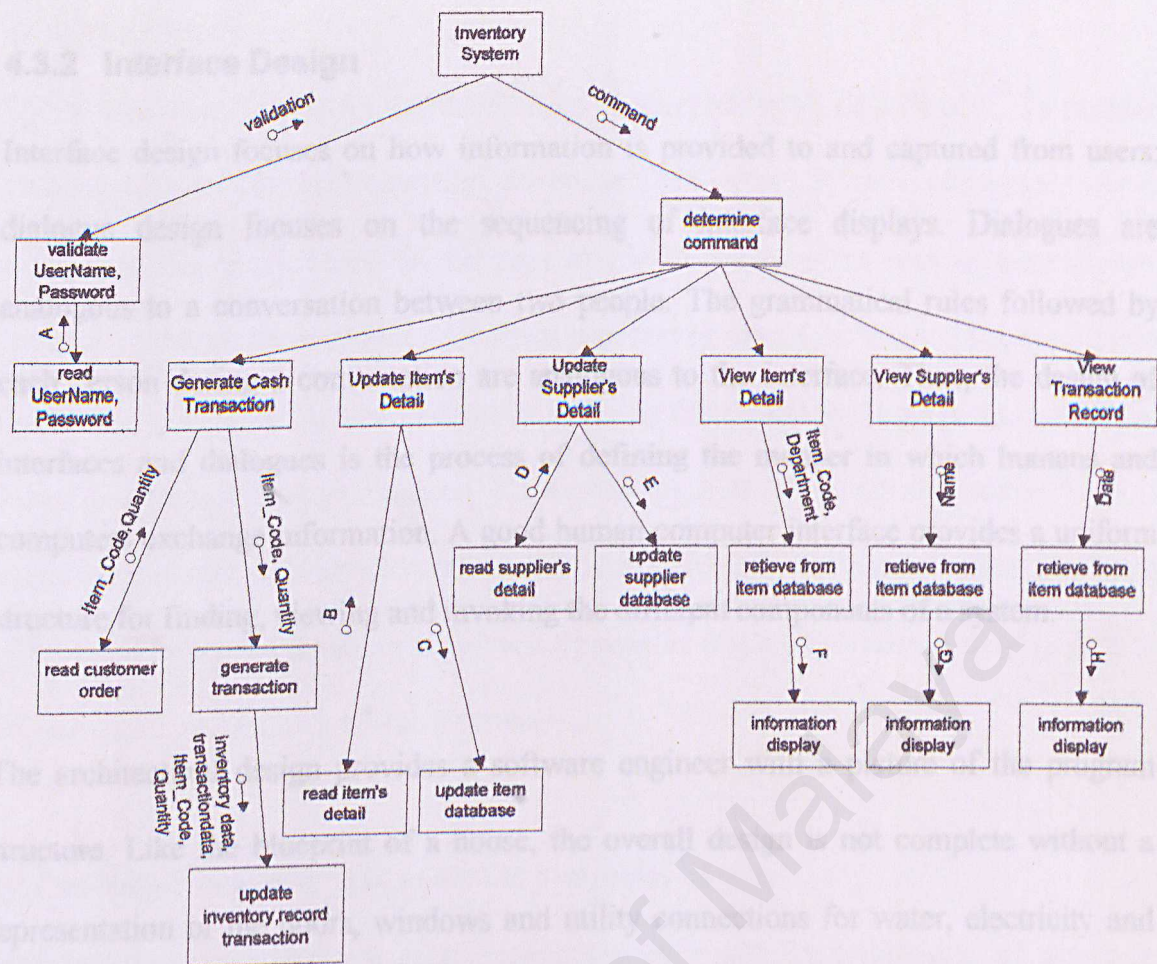 Inventory
System
4.3.2 Interface Design
validation
command
Interface design focuses on how information is provided to and captured from users;
dialogue design focuses on the sequencing of interface displays. Dialogues are
determine
command
validate
UserName,
Password
to a conversation between two people. The grammatical rules followed by
A
read
UserName,
Password
Generate Cash
Transaction
Update Item's
Detail
Update
Supplier's
Detail
View Item's
Detail
View Supplier's
Detail
View
Transaction
Record
are to the the design of
interfaces and dialogues is the process of defining the manner in which humans and
Item_Code,Quantity
Item_Code, Quantity
D
E
Item_Code,
Department
Name
Date
computers exchange information. A good human computer interface provides a uniform
read supplier's
detail
update
supplier database
retieve from
item database
retieve from
item database
retieve from
item database
structure for finding, viewing and invoking the different components of a system.
B
C
F
G
H
read customer
order
generate
transaction
information
display
information
display
information
display
The architectural design provides a software engineer with a picture of the program
inventory data,
transactiondata,
Item_Code,
Quantity
read item's
detail
update item
database
structure. Like the blueprint of a house, the overall design is not complete without a
update
inventory,record
transaction
representation of the doors, windows and utility connections for water, electricity and
of Malaya